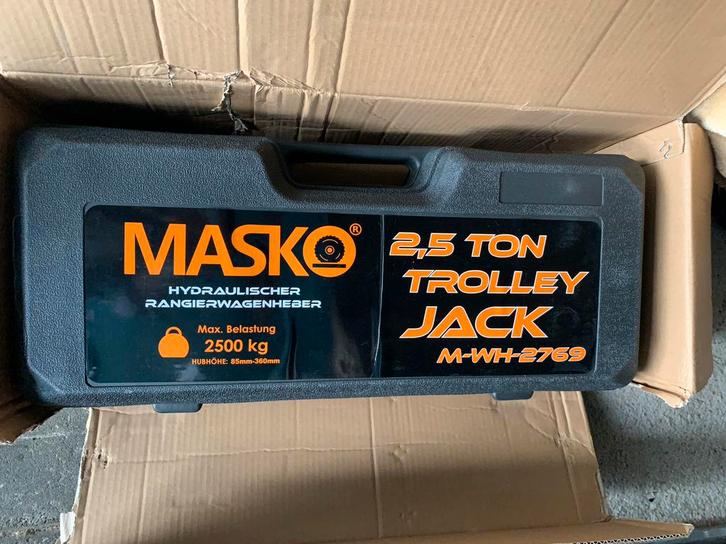 MASKO®
HYDRAULISCHER
RANGIERWAGENHEBER
Max. Belastung
2500 kg
HUBHÖHE: 85mm-360mm
2,5 TON
TROLLEY
JACK
M-WH-2769